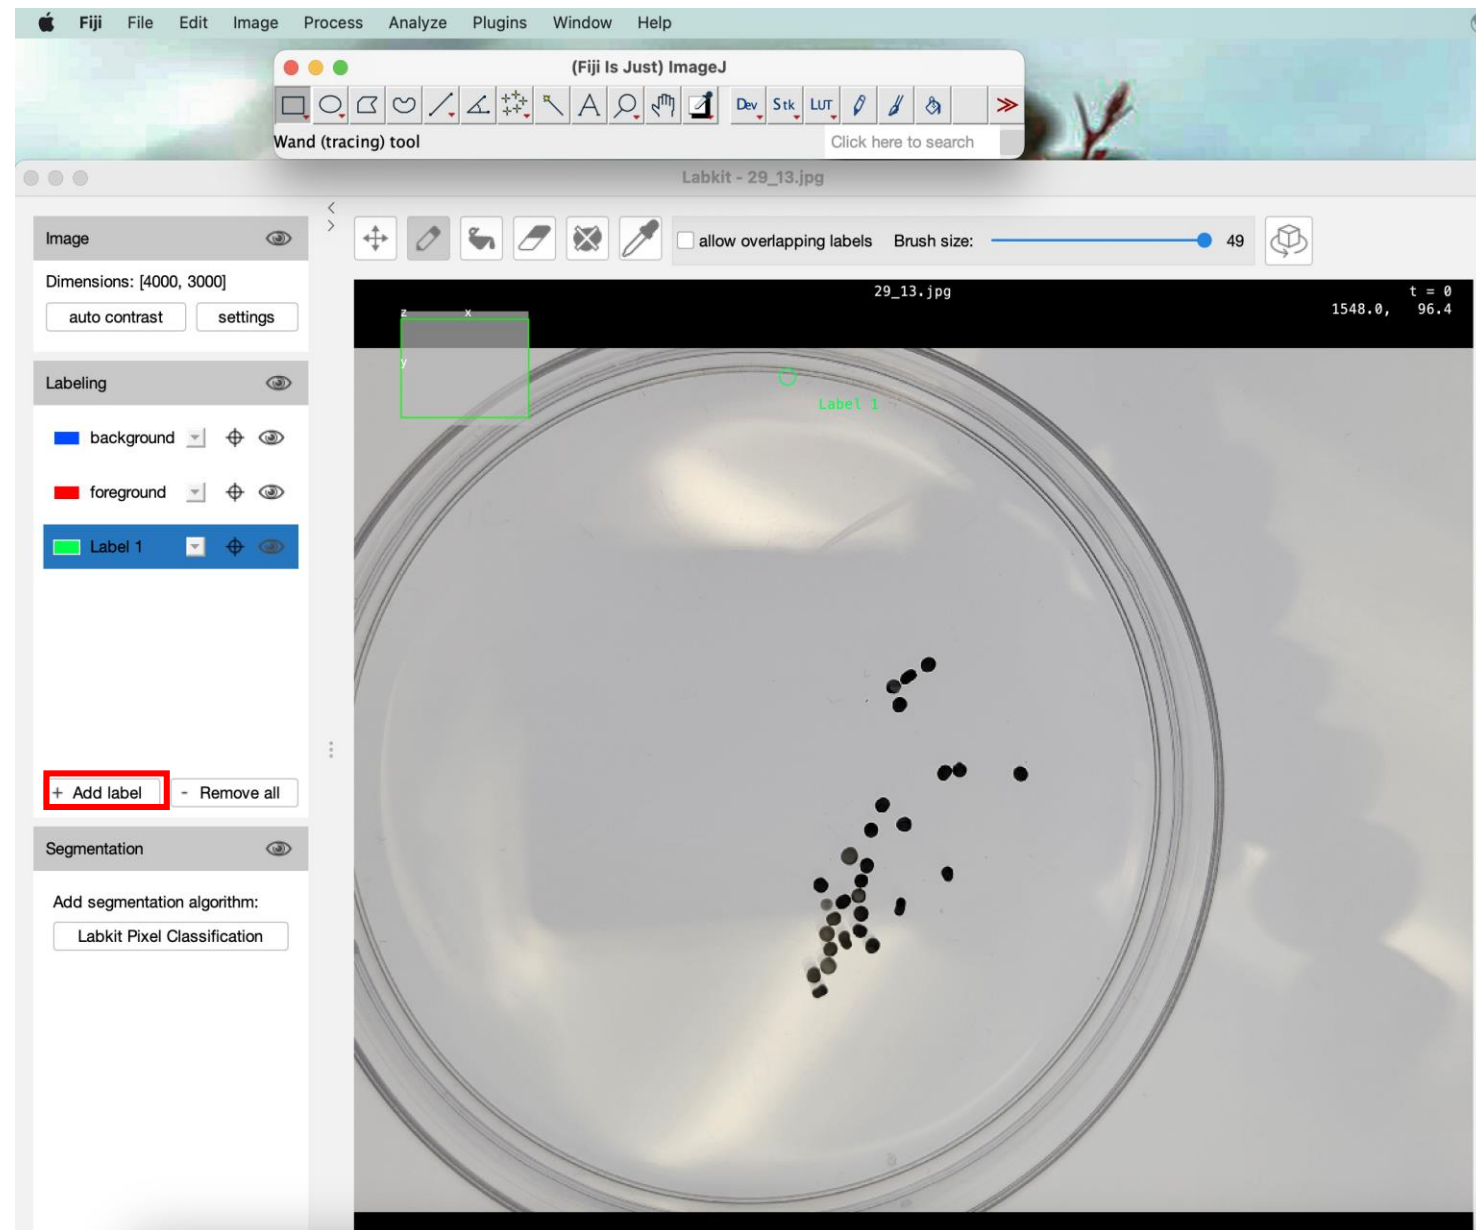 Fiji File Edit Image Process Analyze Plugins Window Help
(Fiji Is Just) ImageJ
A Dev Stk LUT
Wand (tracing) tool Click here to search
Labkit - 29_13.jpg
Image
allow overlapping labels Brush size: 49
Dimensions: [4000, 3000]
auto contrast settings
29_13.jpg t = 0
1548.0, 96.4
z x
y
Labeling
Label 1
background
foreground
Label 1
+ Add label - Remove all
Segmentation
Add segmentation algorithm:
Labkit Pixel Classification